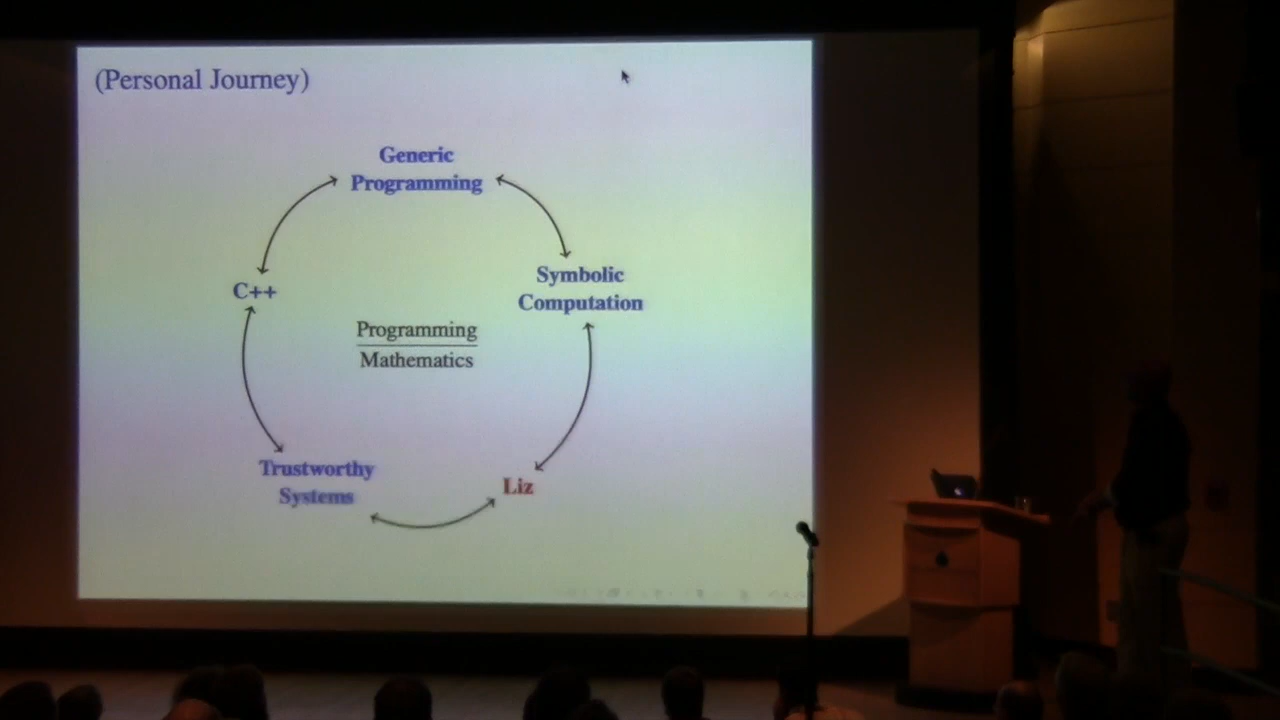 (Personal Journey)
Generic
Programming
Symbolic
Computation
C++
Programming
Mathematics
Trustworthy
Systems
Liz